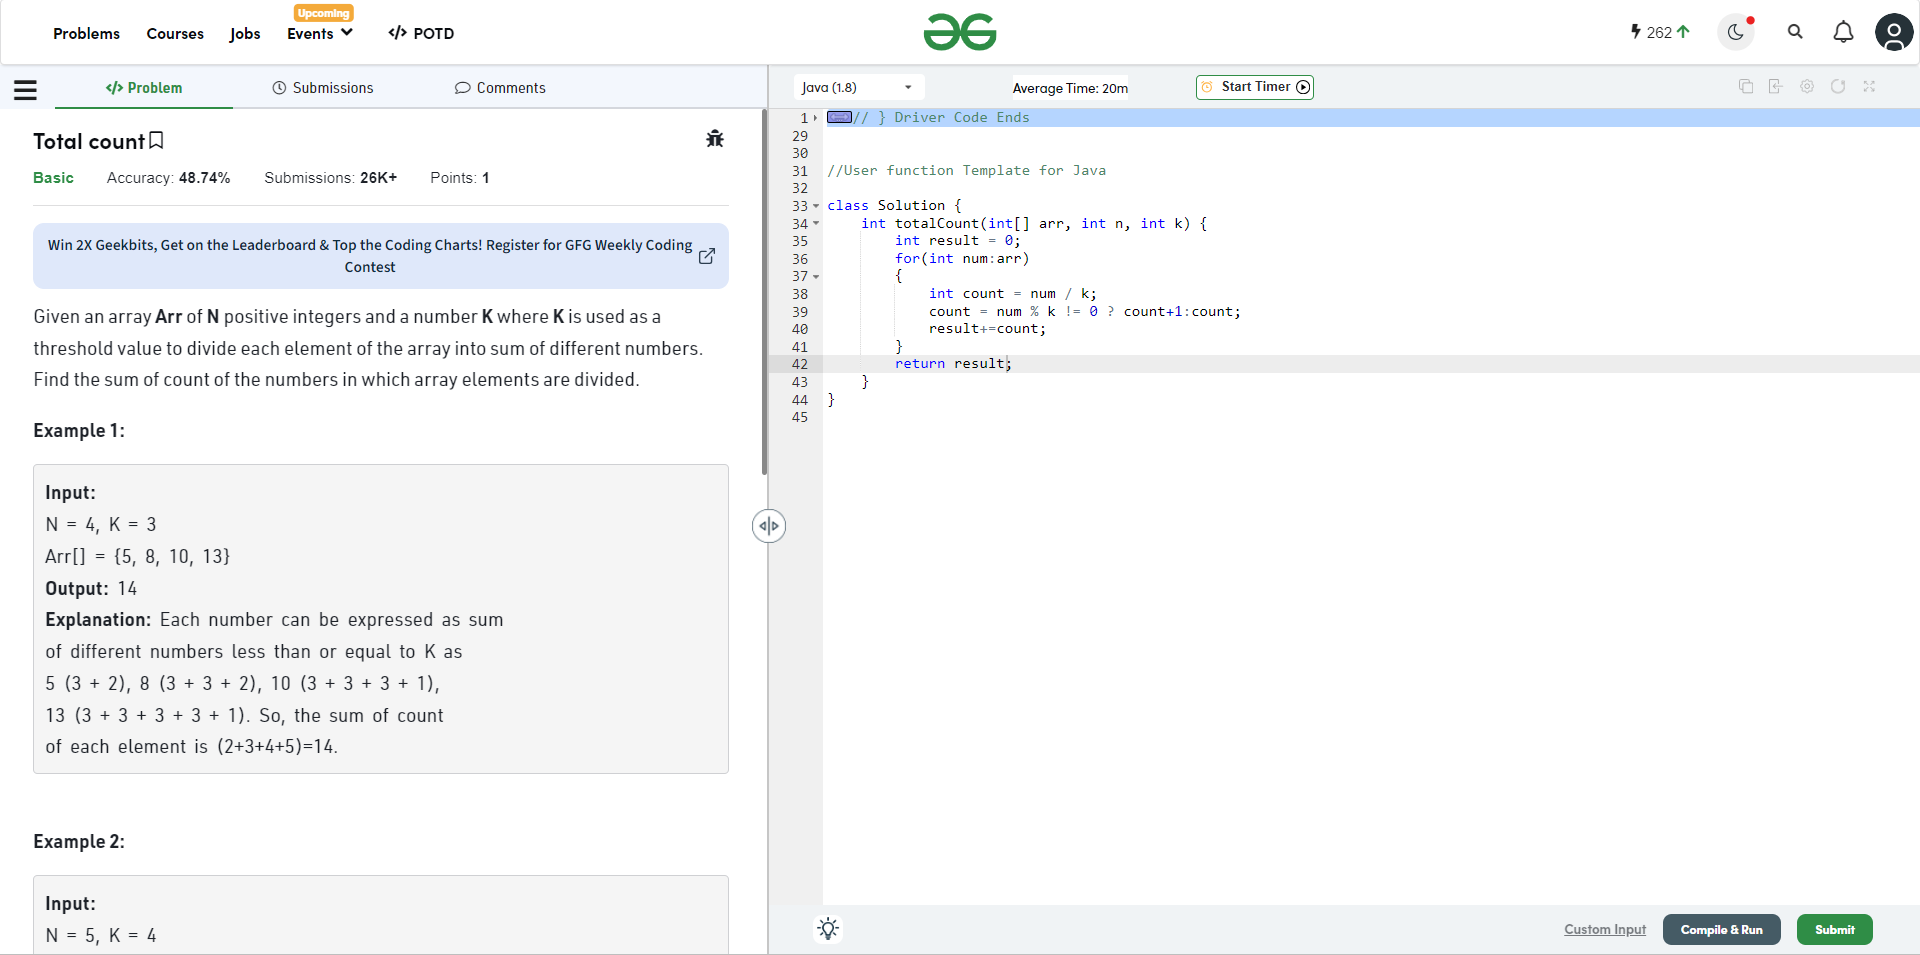 Problems Courses Jobs Upcoming Events POTD
262
Problem Submissions Comments
Java (1.8) Average Time: 20m Start Timer
Total count
Basic Accuracy: 48.74% Submissions: 26K+ Points: 1
Win 2X Geekbits, Get on the Leaderboard & Top the Coding Charts! Register for GFG Weekly Coding
Contest
Given an array Arr of N positive integers and a number K where K is used as a
threshold value to divide each element of the array into sum of different numbers.
Find the sum of count of the numbers in which array elements are divided.
Example 1:
Input:
N = 4, K = 3
Arr[] = {5, 8, 10, 13}
Output: 14
Explanation: Each number can be expressed as sum
of different numbers less than or equal to K as
5 (3 + 2), 8 (3 + 3 + 2), 10 (3 + 3 + 3 + 1),
13 (3 + 3 + 3 + 3 + 1). So, the sum of count
of each element is (2+3+4+5)=14.
Example 2:
Input:
N = 5, K = 4
1 // } Driver Code Ends
29
30
31 //User function Template for Java
32
33 class Solution {
34 int totalCount(int[] arr, int n, int k) {
35 int result = 0;
36 for(int num:arr)
37 {
38 int count = num / k;
39 count = num % k != 0 ? count+1:count;
40 result+=count;
41 }
42 return result;
43 }
44 }
45
Custom Input Compile & Run Submit